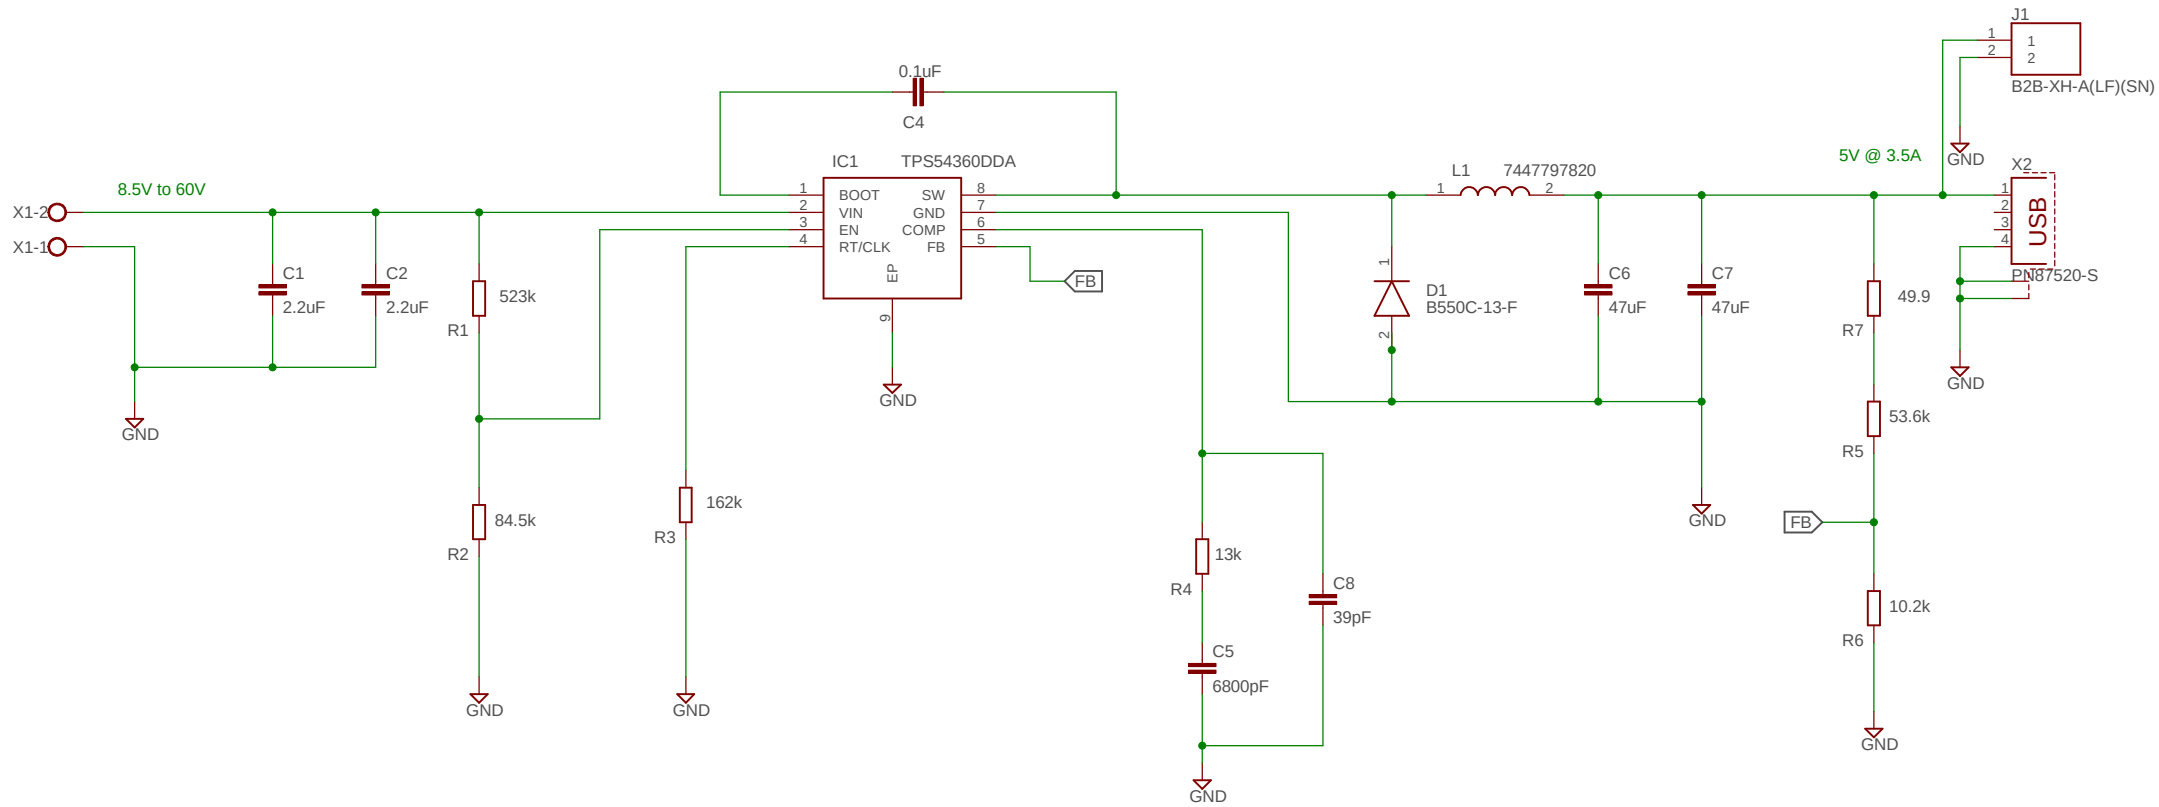 J1
1 1
2 2
B2B-XH-A(LF)(SN)
GND
0.1uF
C4
IC1 TPS54360DDA
1 BOOT SW 8
2 VIN GND 7
3 EN COMP 6
4 RT/CLK FB 5
EP
9
GND
FB
8.5V to 60V
X1-2
X1-1
C1
2.2uF
C2
2.2uF
GND
523k
R1
84.5k
R2
GND
162k
R3
GND
L1 7447797820
1 2
1
D1
B550C-13-F
2
C6
47uF
C7
47uF
GND
13k
R4
C5
6800pF
C8
39pF
GND
5V @ 3.5A
X2
1
2
3
4
USB
PN87520-S
GND
49.9
R7
53.6k
R5
FB
10.2k
R6
GND